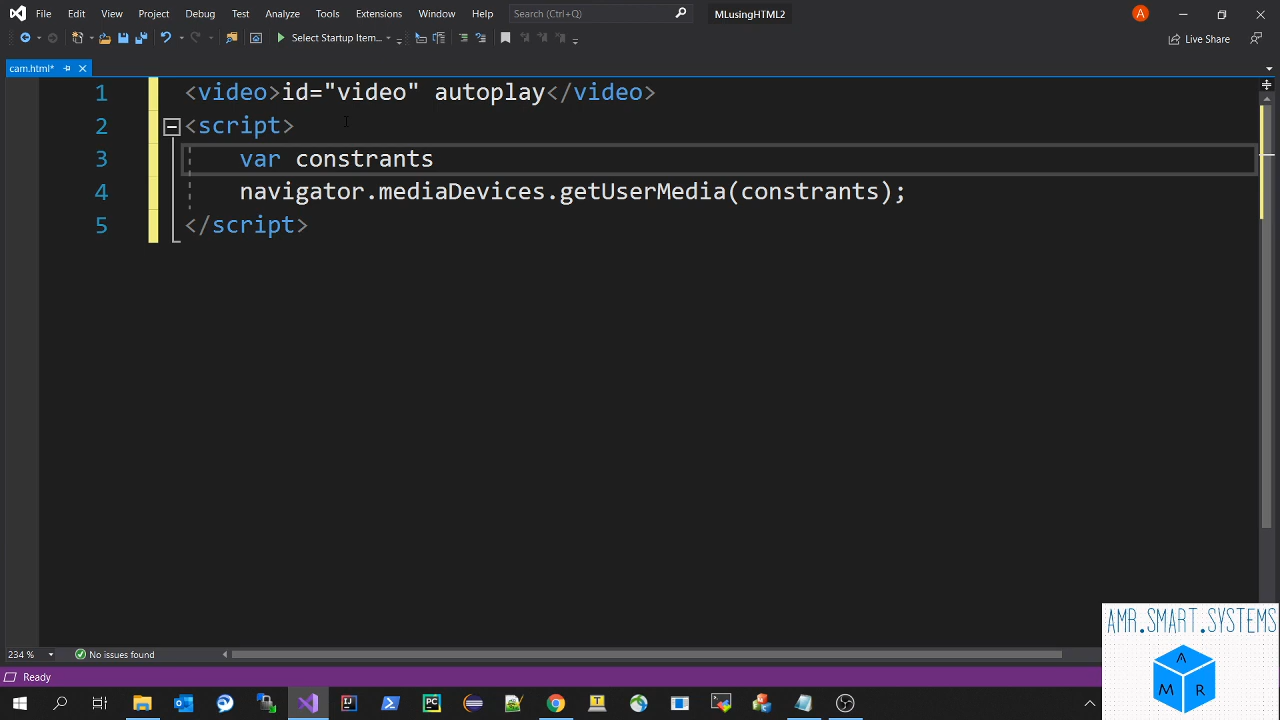 File Edit View Project Debug Test Analyze Tools Extensions Window Help Search (Ctrl+Q) MLusingHTML2 A
Select Startup Item... Live Share
cam.html*
1 <video>id="video" autoplay</video>
2 <script>
3 var constrants
4 navigator.mediaDevices.getUserMedia(constrants);
5 </script>
AMR.SMART.SYSTEMS
A
M R
234 % No issues found
Ready
PC T